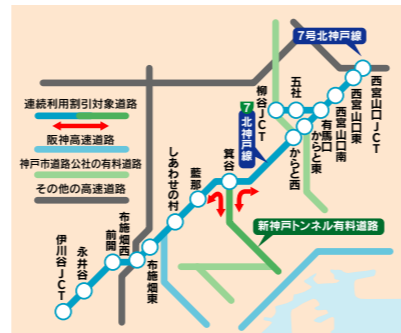 7号北神戸線
連続利用割引対象道路
阪神高速道路
神戸市道路公社の有料道路
その他の高速道路
西宮山口JCT
西宮山口東
西宮山口南
有馬口
五社
柳谷JCT
からと東
からと西
7
北神戸線
箕谷
藍那
しあわせの村
新神戸トンネル有料道路
布施畑東
布施畑西
前開
永井谷
伊川谷JCT